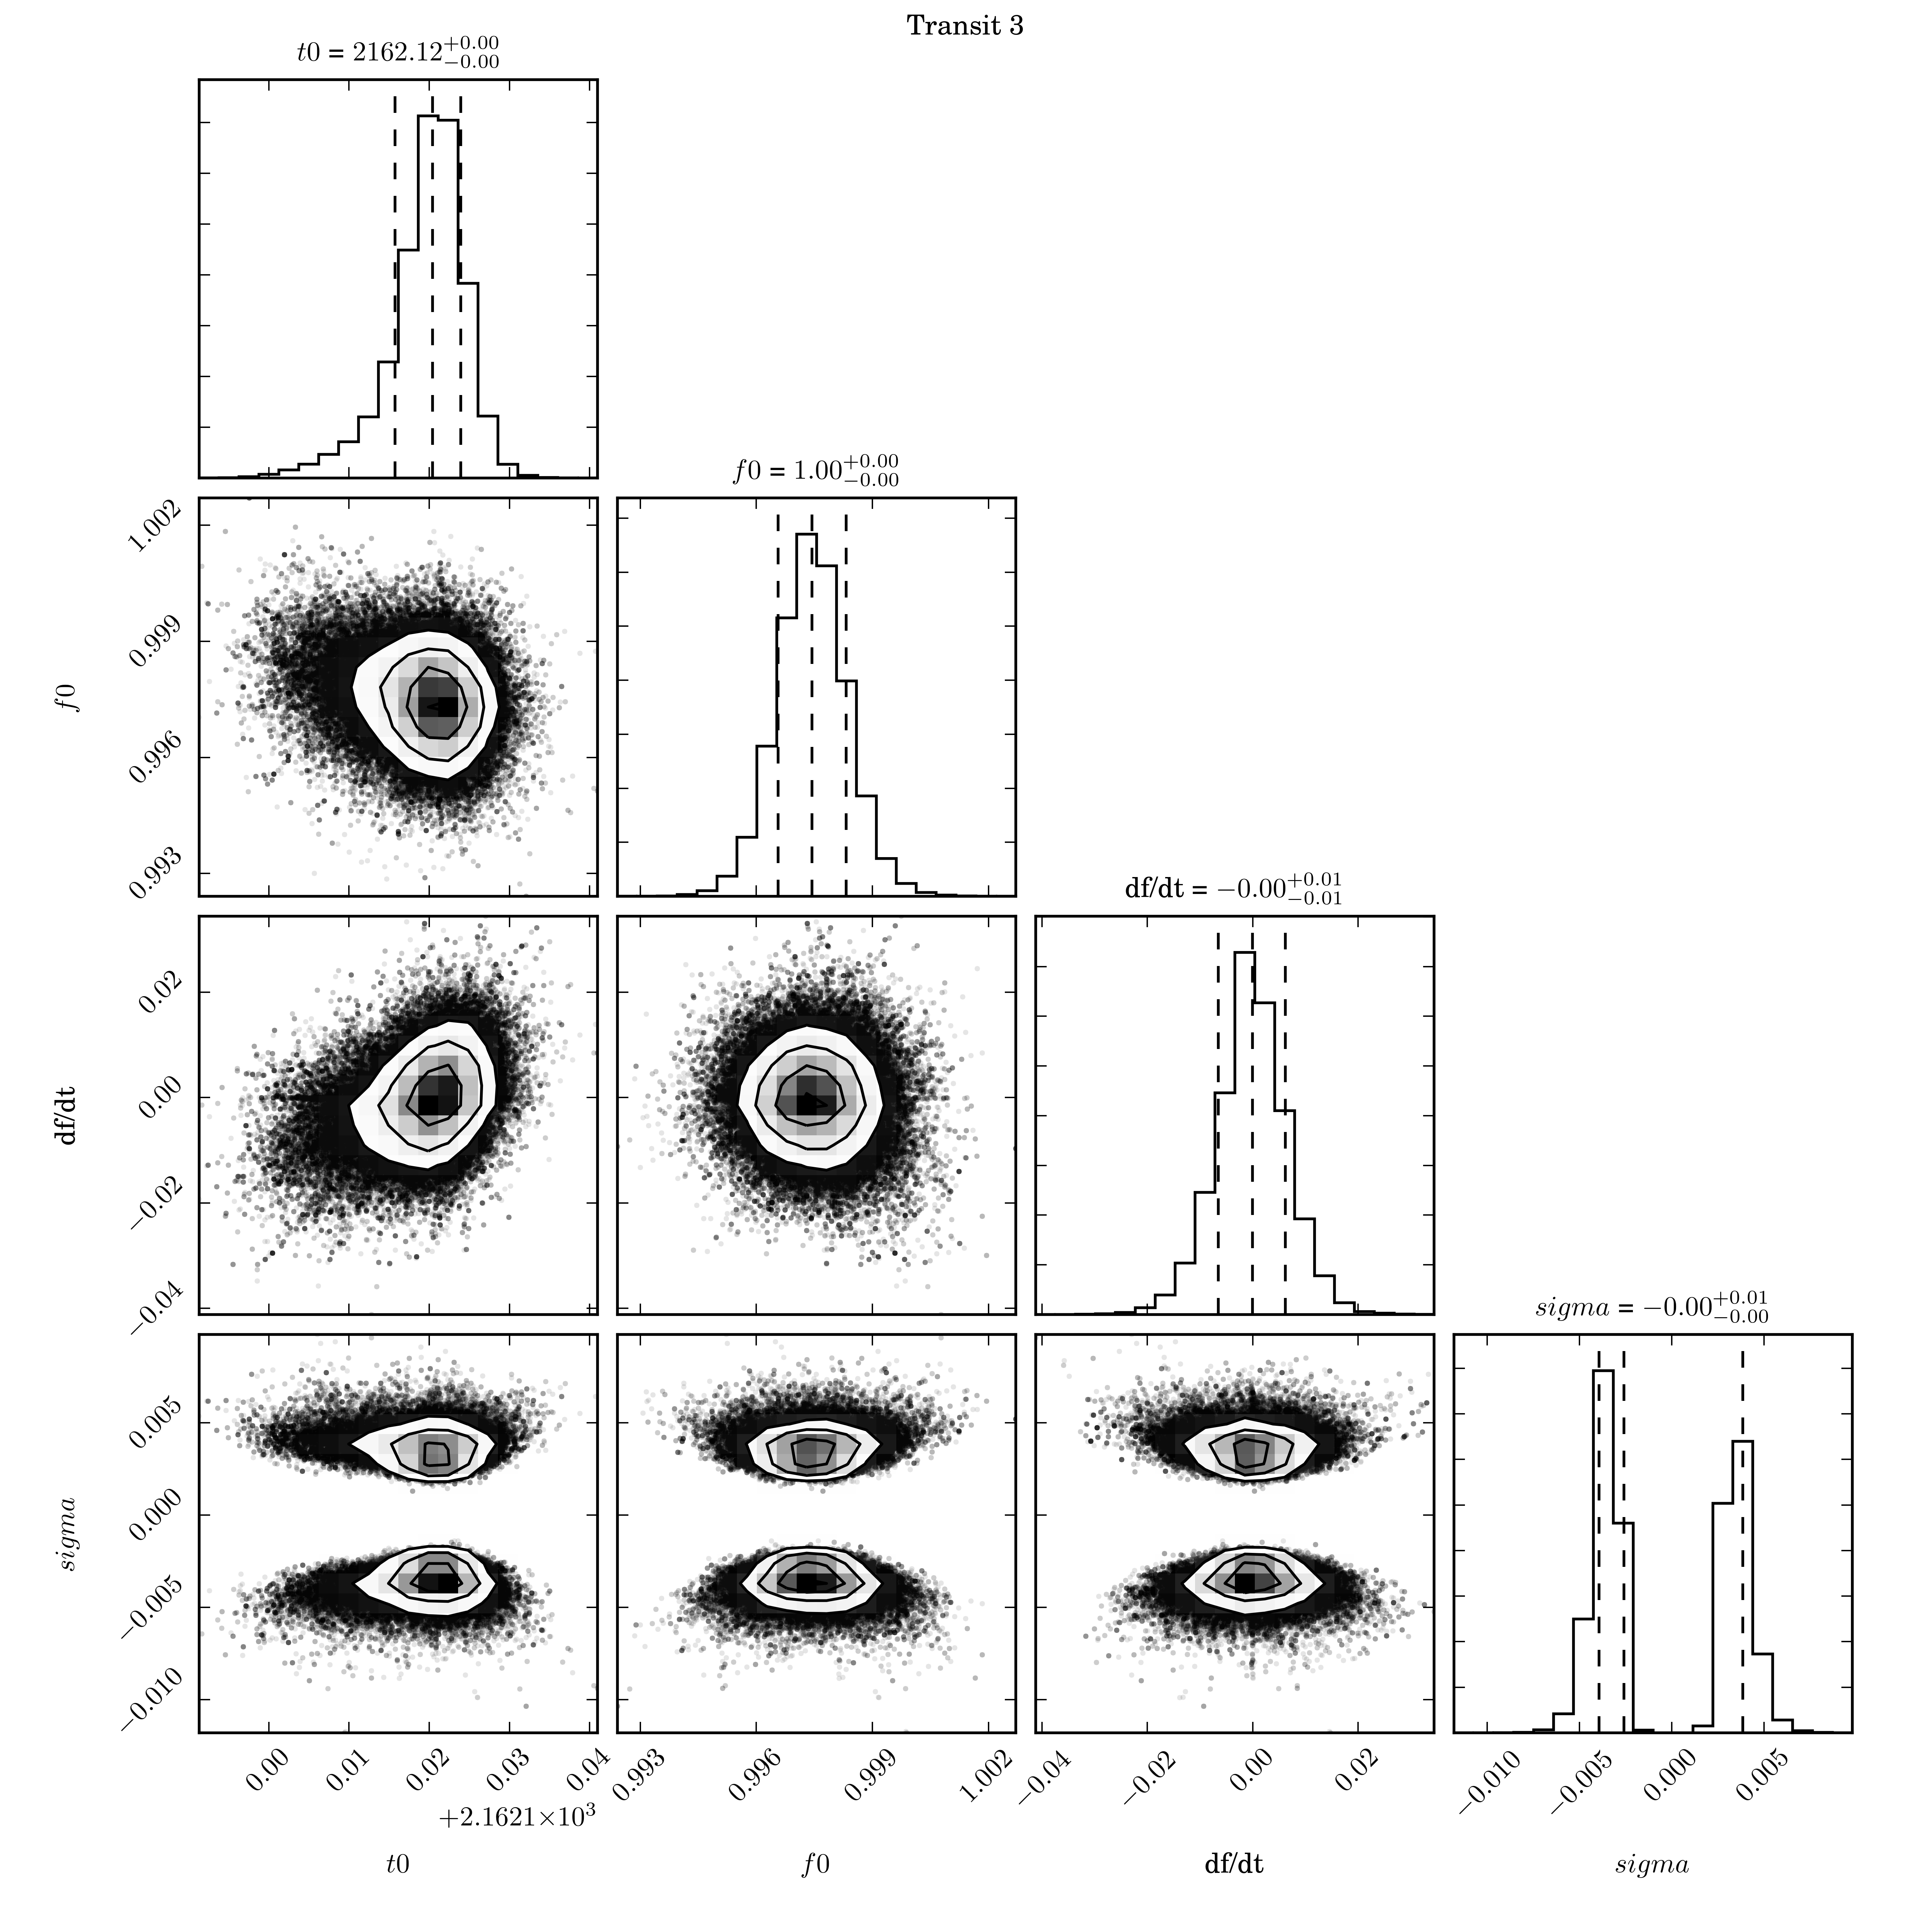 Transit 3
t0 = 2162.12 +0.00 −0.00
f0 = 1.00 +0.00 −0.00
1.002
0.999
0.996
0.993
f0
df/dt = −0.00 +0.01 −0.01
0.02
0.00
−0.02
−0.04
df/dt
sigma = −0.00 +0.01 −0.00
0.005
0.000
−0.005
−0.010
sigma
0.00 0.01 0.02 0.03 0.04 0.993 0.996 0.999 1.002 −0.04 −0.02 0.00 0.02 −0.010 −0.005 0.000 0.005
+2.1621×10³
t0 f0 df/dt sigma